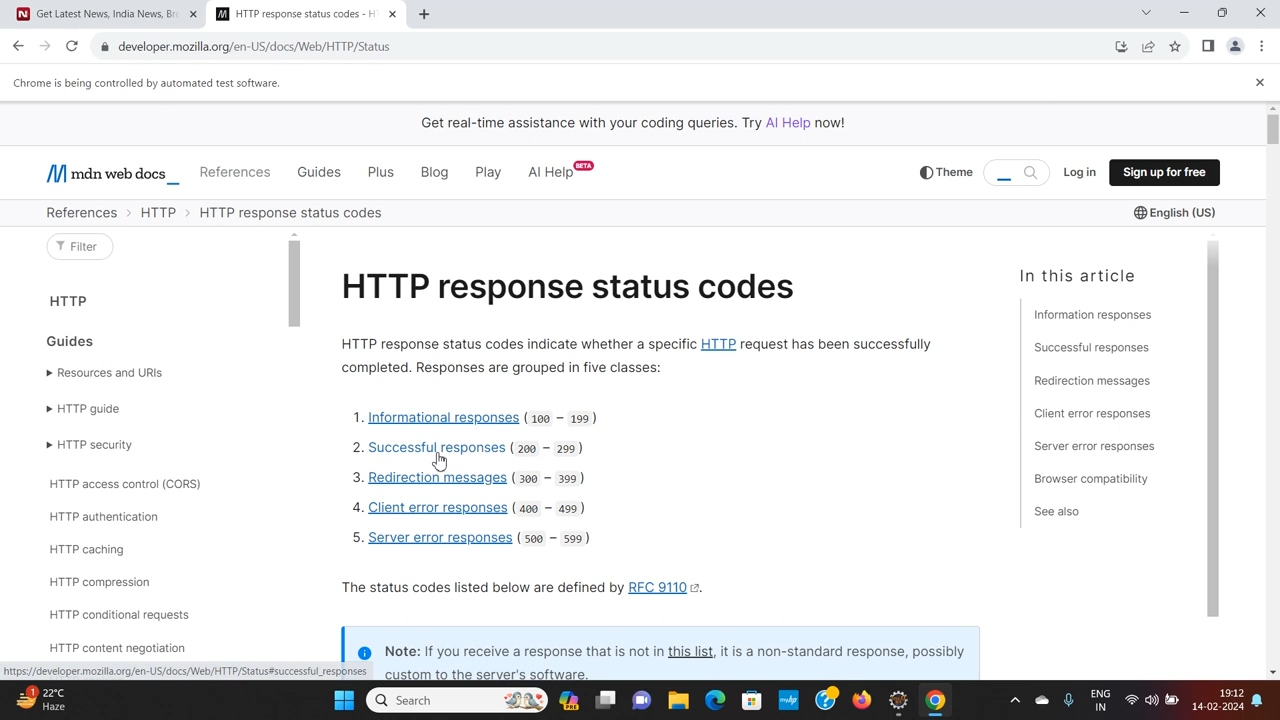 Get Latest News, India News, Bre
HTTP response status codes - HT
developer.mozilla.org/en-US/docs/Web/HTTP/Status
Chrome is being controlled by automated test software.
Get real-time assistance with your coding queries. Try AI Help now!
mdn web docs_
References
Guides
Plus
Blog
Play
AI Help BETA
Theme
Log in
Sign up for free
References > HTTP > HTTP response status codes
English (US)
Filter
HTTP
Guides
Resources and URIs
HTTP guide
HTTP security
HTTP access control (CORS)
HTTP authentication
HTTP caching
HTTP compression
HTTP conditional requests
HTTP content negotiation
HTTP response status codes
HTTP response status codes indicate whether a specific HTTP request has been successfully
completed. Responses are grouped in five classes:
1. Informational responses (100 – 199)
2. Successful responses (200 – 299)
3. Redirection messages (300 – 399)
4. Client error responses (400 – 499)
5. Server error responses (500 – 599)
The status codes listed below are defined by RFC 9110.
Note: If you receive a response that is not in this list, it is a non-standard response, possibly
custom to the server's software.
In this article
Information responses
Successful responses
Redirection messages
Client error responses
Server error responses
Browser compatibility
See also
https://developer.mozilla.org/en-US/docs/Web/HTTP/Status#successful_responses
1
22°C
Haze
Search
PRE
myhp
ENG
IN
19:12
14-02-2024